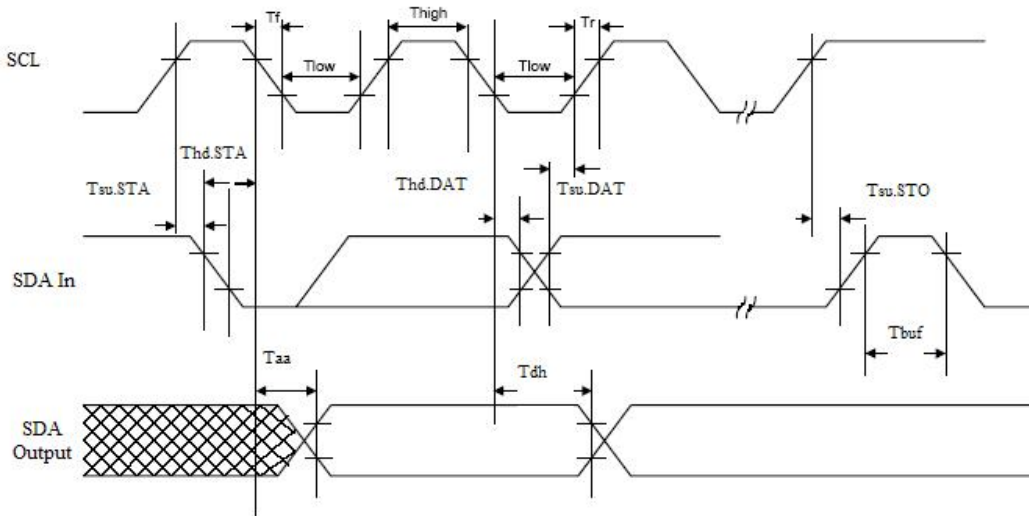 Tf
Thigh
Tr
SCL
Tlow
Tlow
Thd.STA
Tsu.STA
Thd.DAT
Tsu.DAT
Tsu.STO
SDA In
Tbuf
Taa
Tdh
SDA
Output